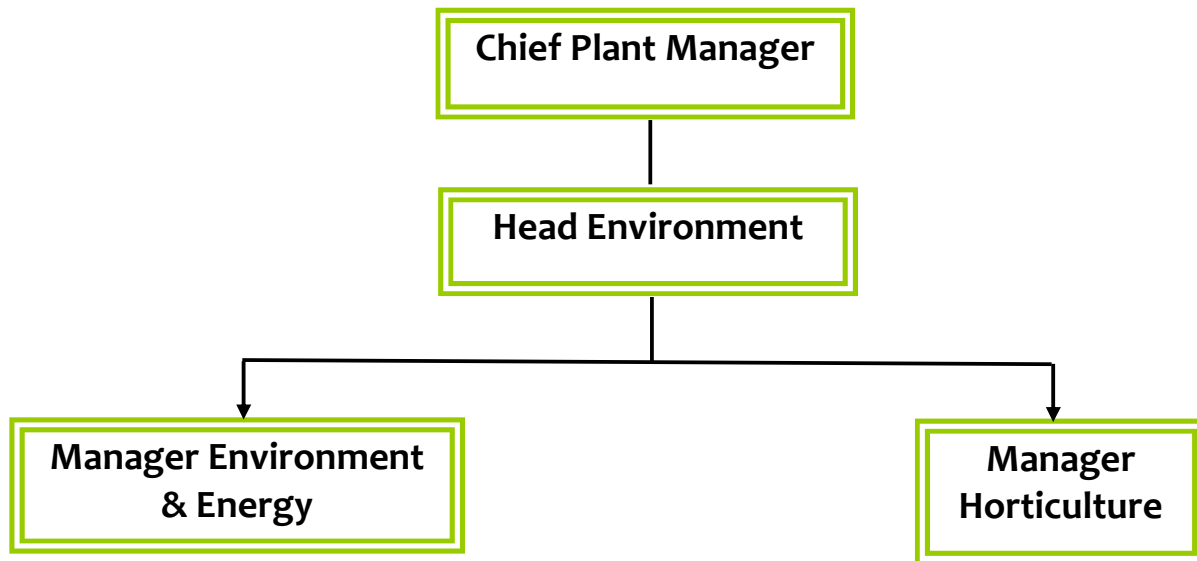 Chief Plant Manager
Head Environment
Manager Environment
& Energy
Manager
Horticulture